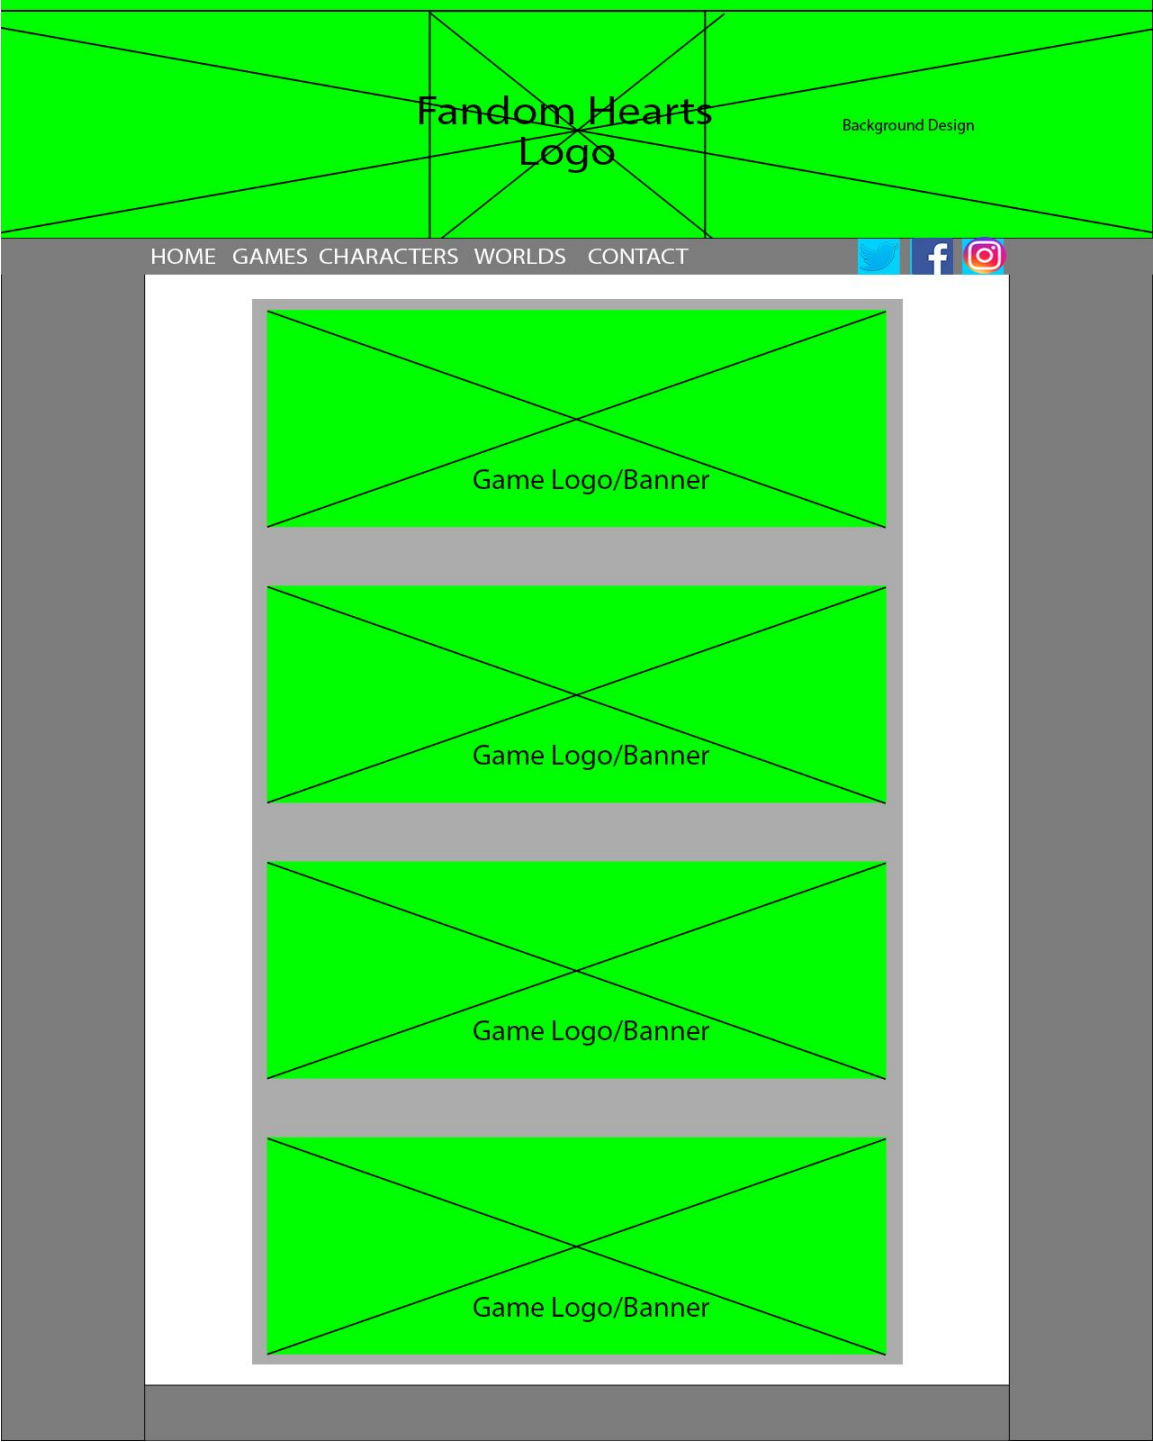 Fandom Hearts
Logo
Background Design
HOME GAMES CHARACTERS WORLDS CONTACT
Game Logo/Banner
Game Logo/Banner
Game Logo/Banner
Game Logo/Banner